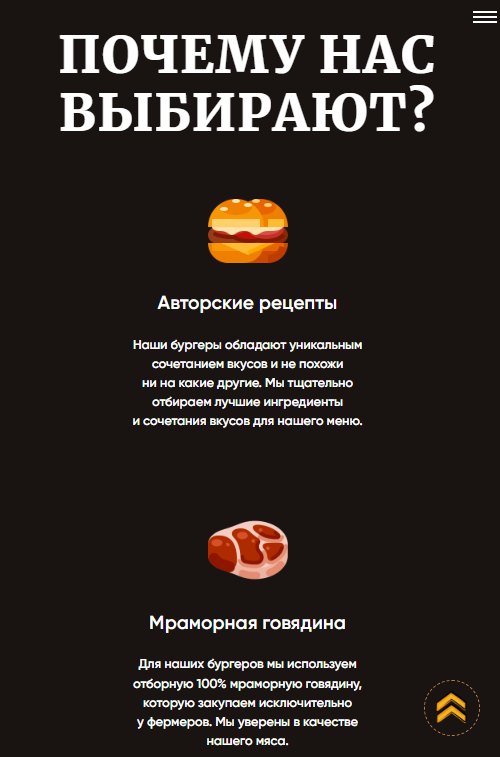 ПОЧЕМУ НАС
ВЫБИРАЮТ?
Авторские рецепты
Наши бургеры обладают уникальным
сочетанием вкусов и не похожи
ни на какие другие. Мы тщательно
отбираем лучшие ингредиенты
и сочетания вкусов для нашего меню.
Мраморная говядина
Для наших бургеров мы используем
отборную 100% мраморную говядину,
которую закупаем исключительно
у фермеров. Мы уверены в качестве
нашего мяса.